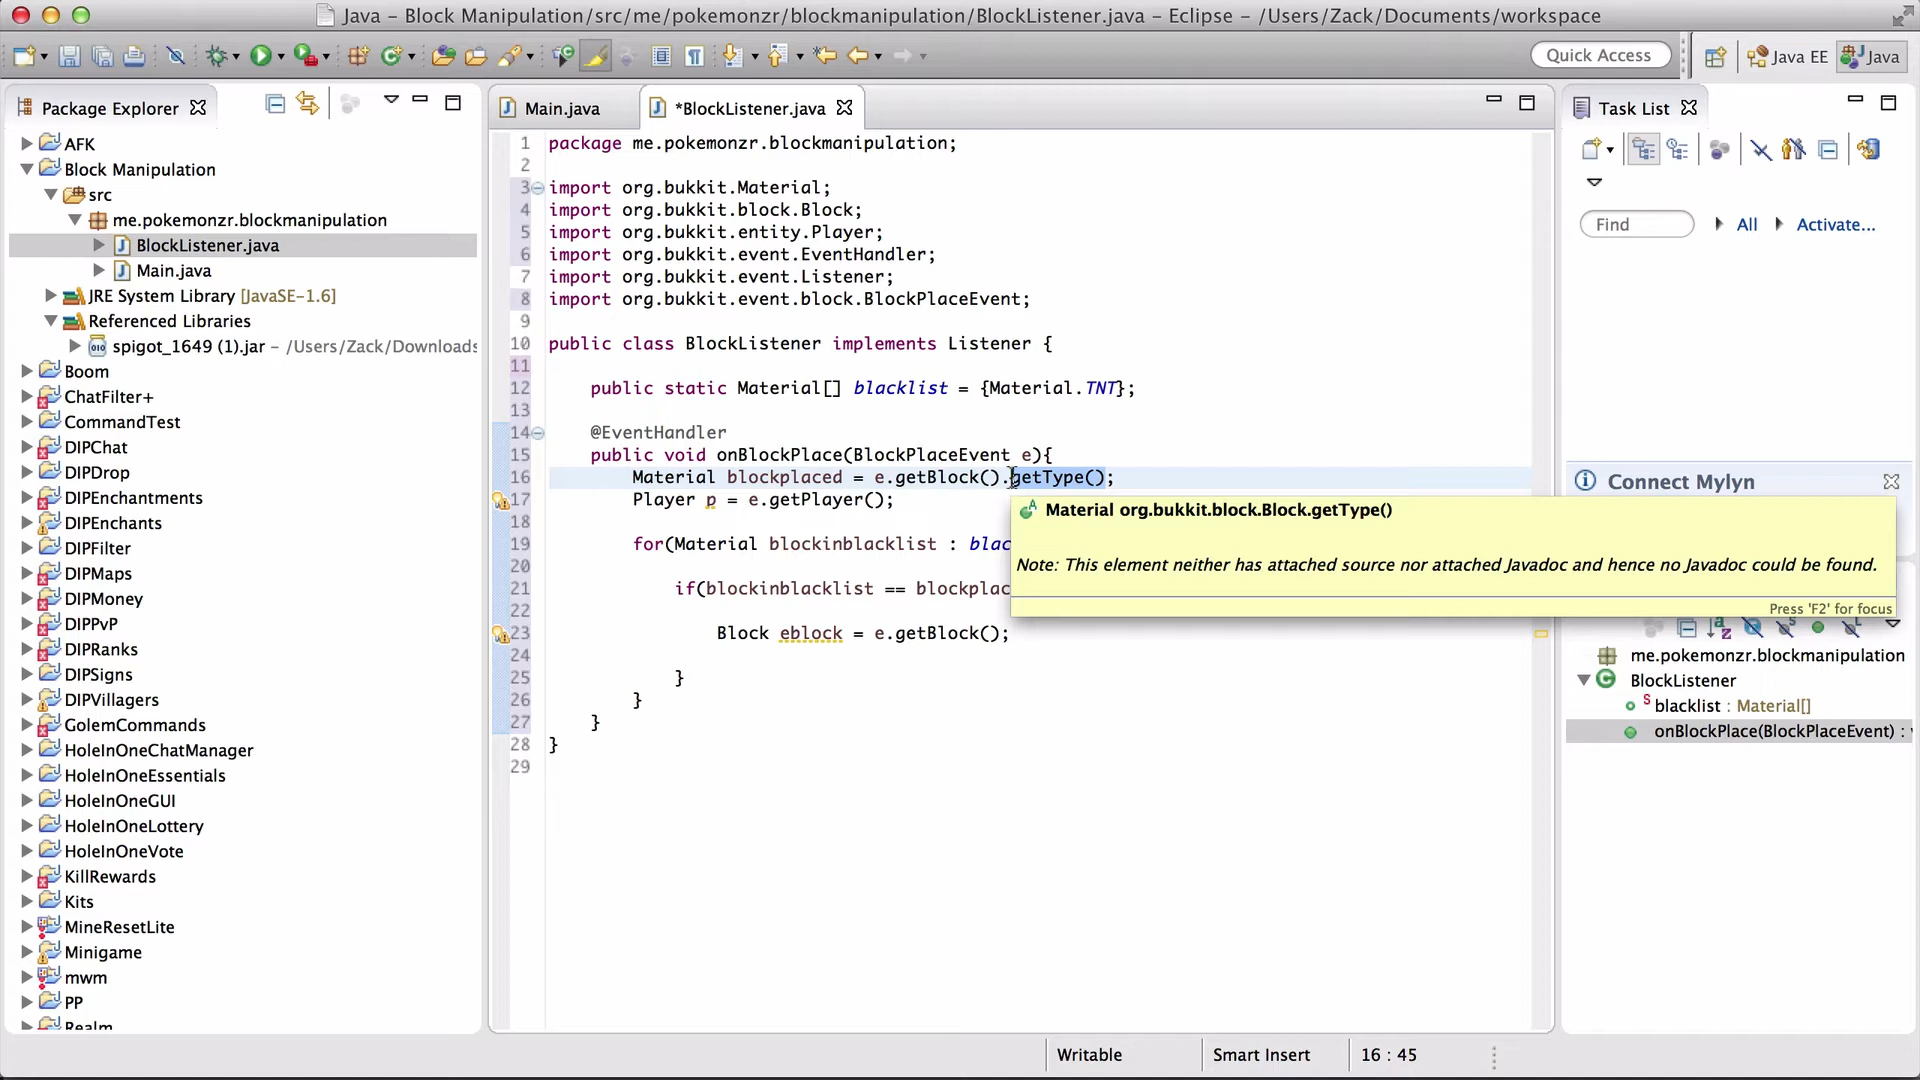 Java – Block Manipulation/src/me/pokemonzr/blockmanipulation/BlockListener.java – Eclipse – /Users/Zack/Documents/workspace
Quick Access
Java EE
Java
Package Explorer
AFK
Block Manipulation
src
me.pokemonzr.blockmanipulation
BlockListener.java
Main.java
JRE System Library [JavaSE-1.6]
Referenced Libraries
spigot_1649 (1).jar – /Users/Zack/Downloads
Boom
ChatFilter+
CommandTest
DIPChat
DIPDrop
DIPEnchantments
DIPEnchants
DIPFilter
DIPMaps
DIPMoney
DIPPvP
DIPRanks
DIPSigns
DIPVillagers
GolemCommands
HoleInOneChatManager
HoleInOneEssentials
HoleInOneGUI
HoleInOneLottery
HoleInOneVote
KillRewards
Kits
MineResetLite
Minigame
mwm
PP
Realm
Main.java
*BlockListener.java
1 package me.pokemonzr.blockmanipulation;
2
3 import org.bukkit.Material;
4 import org.bukkit.block.Block;
5 import org.bukkit.entity.Player;
6 import org.bukkit.event.EventHandler;
7 import org.bukkit.event.Listener;
8 import org.bukkit.event.block.BlockPlaceEvent;
9
10 public class BlockListener implements Listener {
11
12 public static Material[] blacklist = {Material.TNT};
13
14 @EventHandler
15 public void onBlockPlace(BlockPlaceEvent e){
16 Material blockplaced = e.getBlock().getType();
17 Player p = e.getPlayer();
18
19 for(Material blockinblacklist : blac
20
21 if(blockinblacklist == blockplac
22
23 Block eblock = e.getBlock();
24
25 }
26 }
27 }
28 }
29
Material org.bukkit.block.Block.getType()
Note: This element neither has attached source nor attached Javadoc and hence no Javadoc could be found.
Press 'F2' for focus
Task List
Find
All
Activate...
Connect Mylyn
me.pokemonzr.blockmanipulation
BlockListener
blacklist : Material[]
onBlockPlace(BlockPlaceEvent) :
Writable
Smart Insert
16 : 45